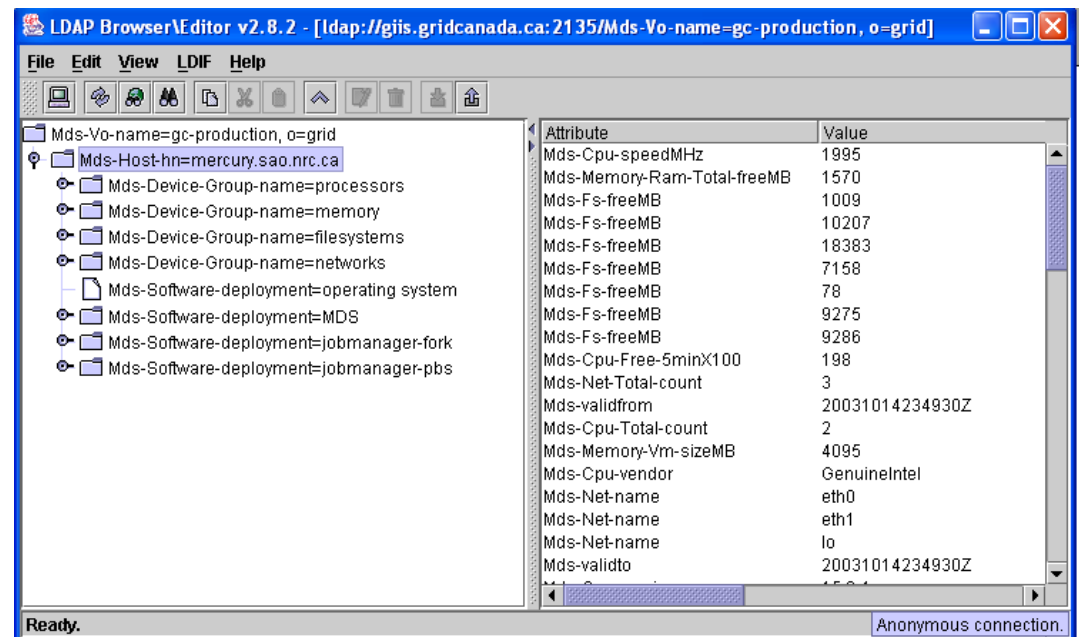 LDAP Browser\Editor v2.8.2 - [ldap://giis.gridcanada.ca:2135/Mds-Vo-name=gc-production, o=grid]
File Edit View LDIF Help
Mds-Vo-name=gc-production, o=grid
Mds-Host-hn=mercury.sao.nrc.ca
Mds-Device-Group-name=processors
Mds-Device-Group-name=memory
Mds-Device-Group-name=filesystems
Mds-Device-Group-name=networks
Mds-Software-deployment=operating system
Mds-Software-deployment=MDS
Mds-Software-deployment=jobmanager-fork
Mds-Software-deployment=jobmanager-pbs
Attribute Value
Mds-Cpu-speedMHz 1995
Mds-Memory-Ram-Total-freeMB 1570
Mds-Fs-freeMB 1009
Mds-Fs-freeMB 10207
Mds-Fs-freeMB 18383
Mds-Fs-freeMB 7158
Mds-Fs-freeMB 78
Mds-Fs-freeMB 9275
Mds-Fs-freeMB 9286
Mds-Cpu-Free-5minX100 198
Mds-Net-Total-count 3
Mds-validfrom 20031014234930Z
Mds-Cpu-Total-count 2
Mds-Memory-Vm-sizeMB 4095
Mds-Cpu-vendor GenuineIntel
Mds-Net-name eth0
Mds-Net-name eth1
Mds-Net-name lo
Mds-validto 20031014234930Z
Ready. Anonymous connection.